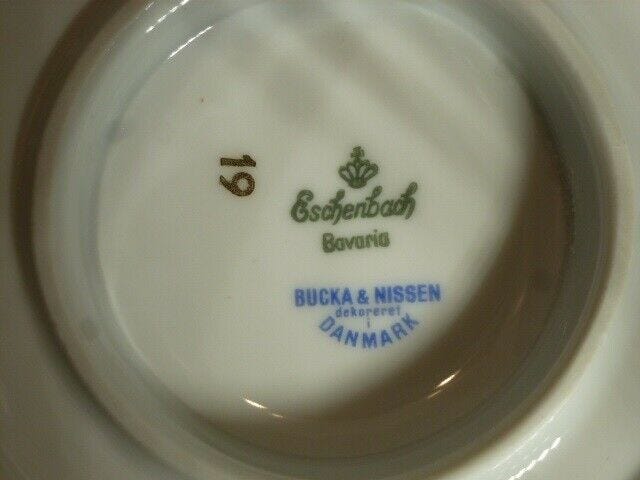 19
Eschenbach
Bavaria
BUCKA & NISSEN
dekoreret
i
DANMARK